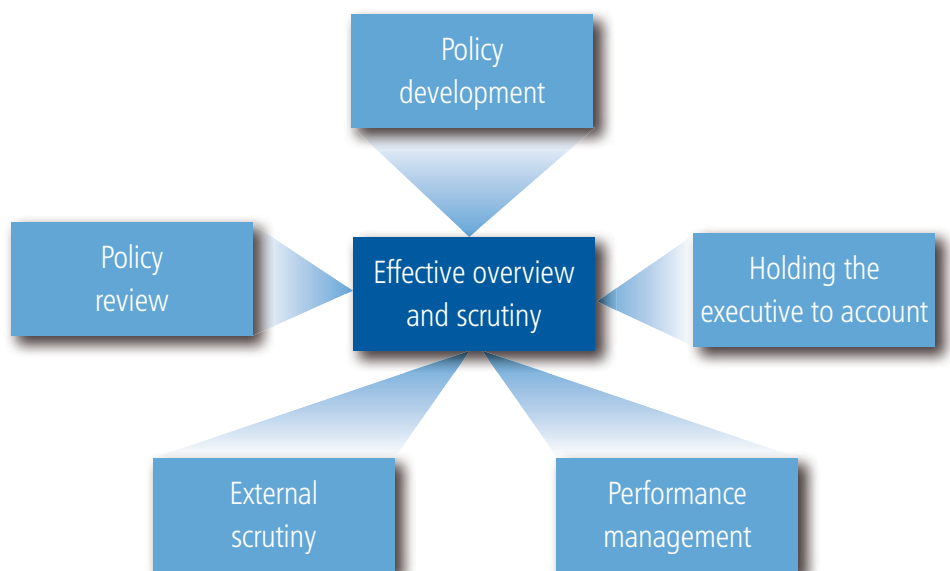 Policy
development
Policy
review
Effective overview
and scrutiny
Holding the
executive to account
External
scrutiny
Performance
management